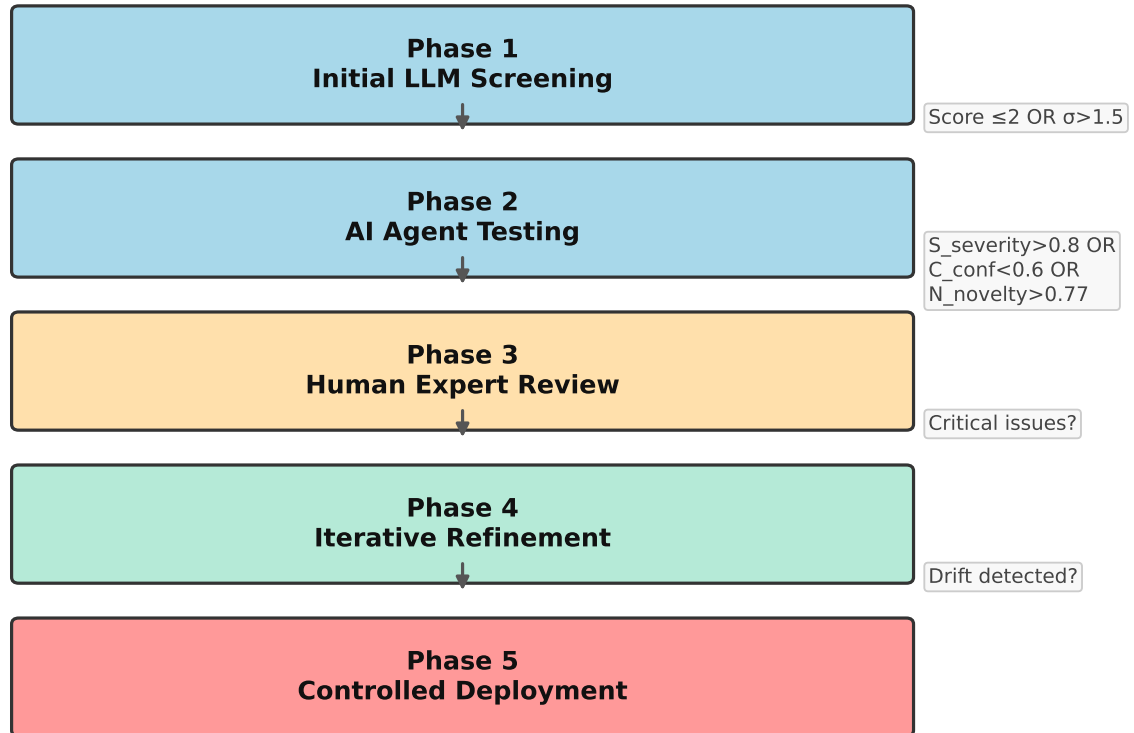 Phase 1
Initial LLM Screening
Score ≤2 OR σ>1.5
Phase 2
AI Agent Testing
S_severity>0.8 OR
C_conf<0.6 OR
N_novelty>0.77
Phase 3
Human Expert Review
Critical issues?
Phase 4
Iterative Refinement
Drift detected?
Phase 5
Controlled Deployment